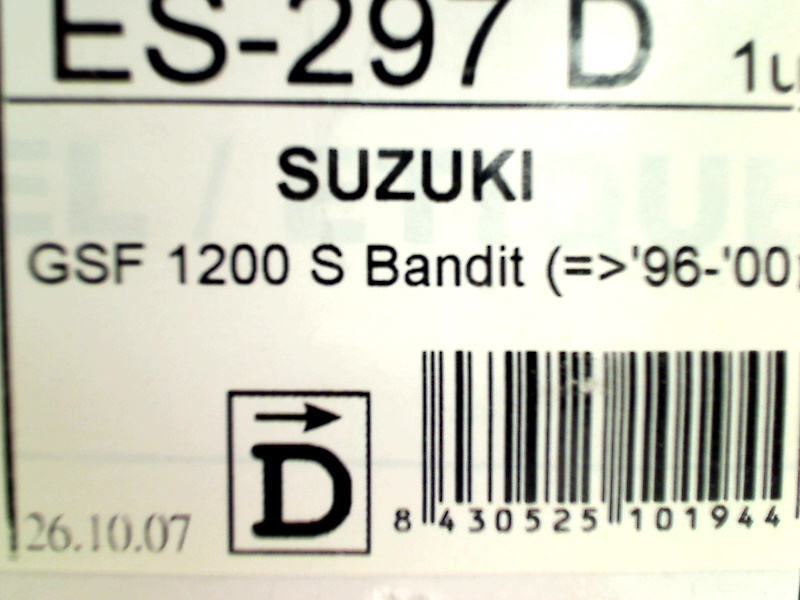 ES-297 D
SUZUKI
GSF 1200 S Bandit (=>'96-'00
D
26.10.07
8 430525 101944